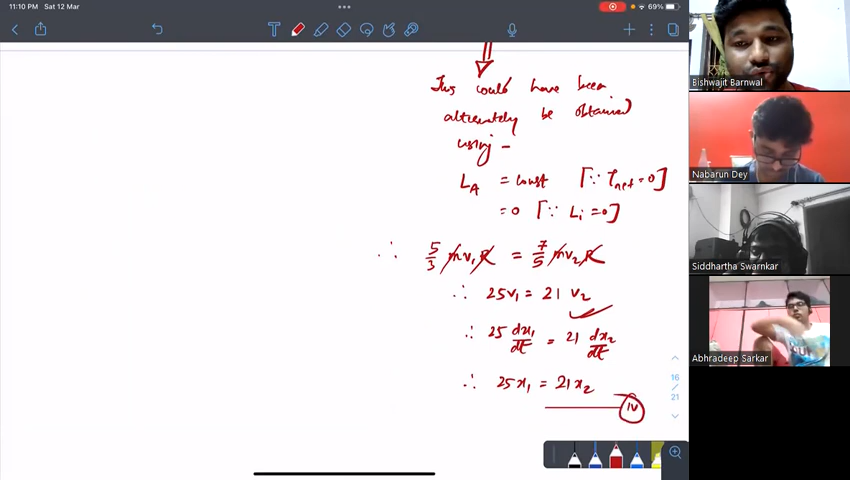 11:10 PM Sat 12 Mar
69%
This could have been
alternately be obtained
using -
L_A = const [∵ τ_net = 0]
= 0 [∵ L_i = 0]
∴ 5/3 mv₁R = 7/5 mv₂R
∴ 25v₁ = 21 v₂
∴ 25 dx₁/dt = 21 dx₂/dt
∴ 25x₁ = 21x₂
IV
16
/
21
Bishwajit Barnwal
Nabarun Dey
Siddhartha Swarnkar
Abhradeep Sarkar